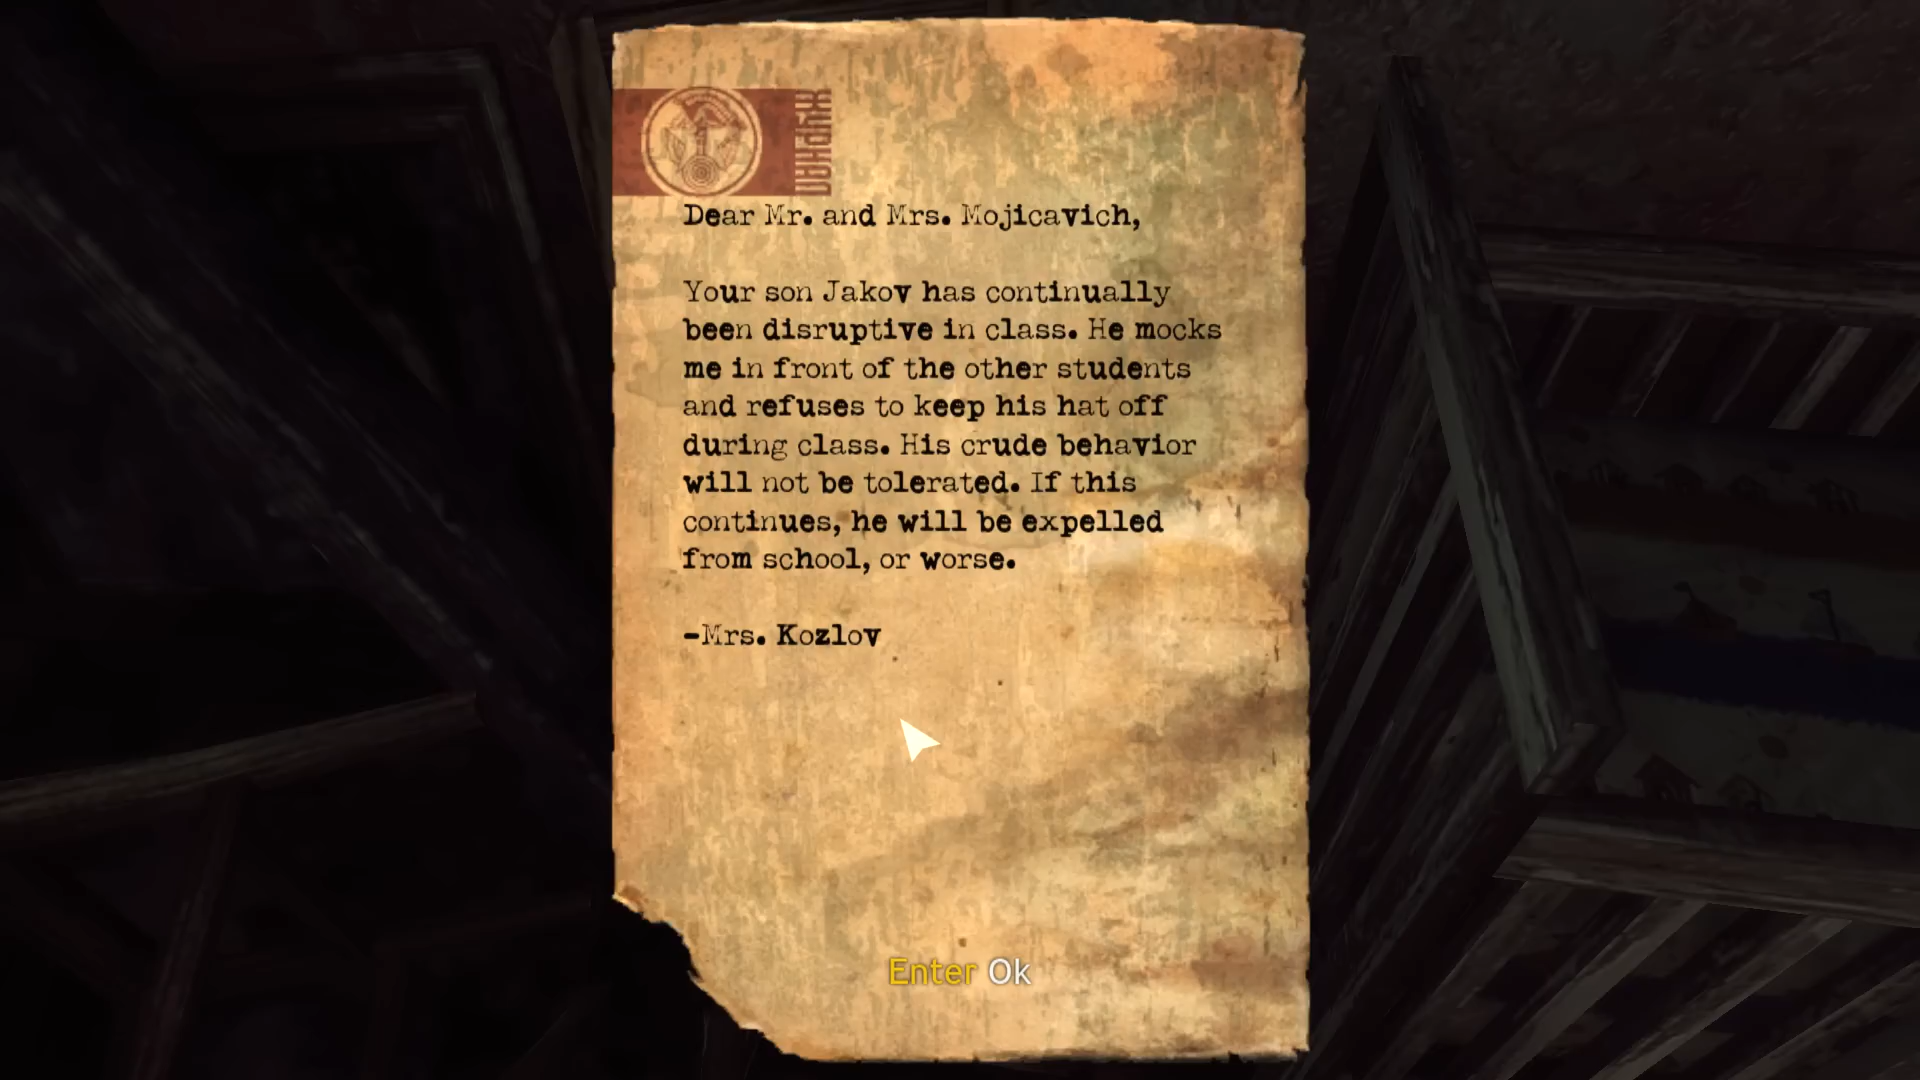 Dear Mr. and Mrs. Mojicavich,
Your son Jakov has continually
been disruptive in class. He mocks
me in front of the other students
and refuses to keep his hat off
during class. His crude behavior
will not be tolerated. If this
continues, he will be expelled
from school, or worse.
-Mrs. Kozlov
Enter Ok